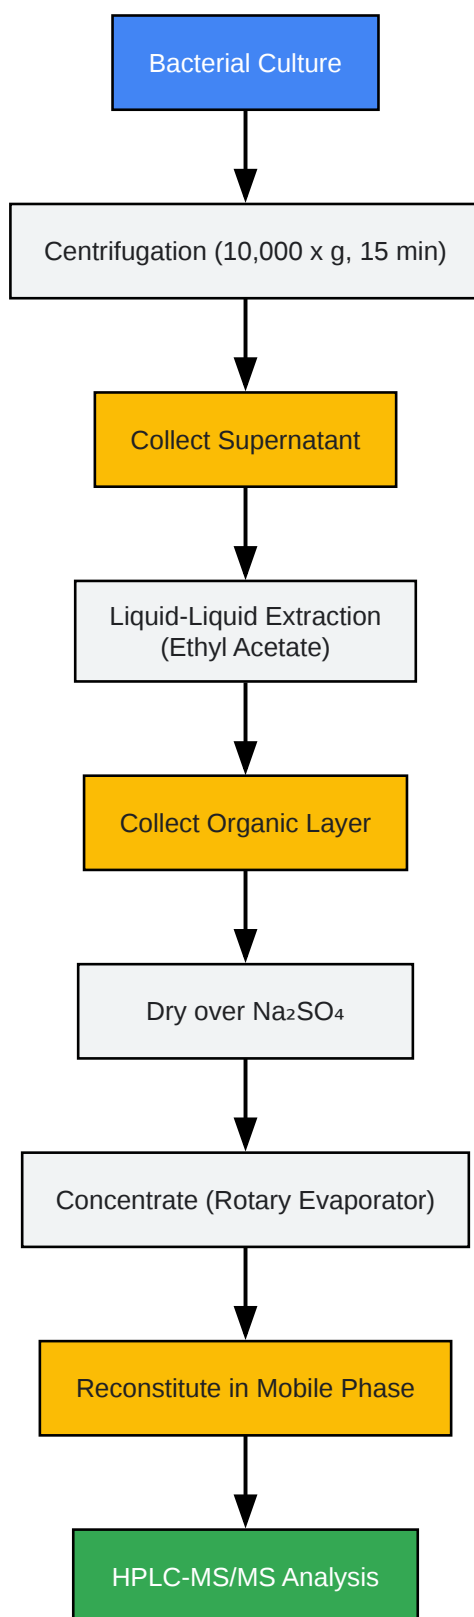 Bacterial Culture
Centrifugation (10,000 x g, 15 min)
Collect Supernatant
Liquid-Liquid Extraction
(Ethyl Acetate)
Collect Organic Layer
Dry over Na₂SO₄
Concentrate (Rotary Evaporator)
Reconstitute in Mobile Phase
HPLC-MS/MS Analysis